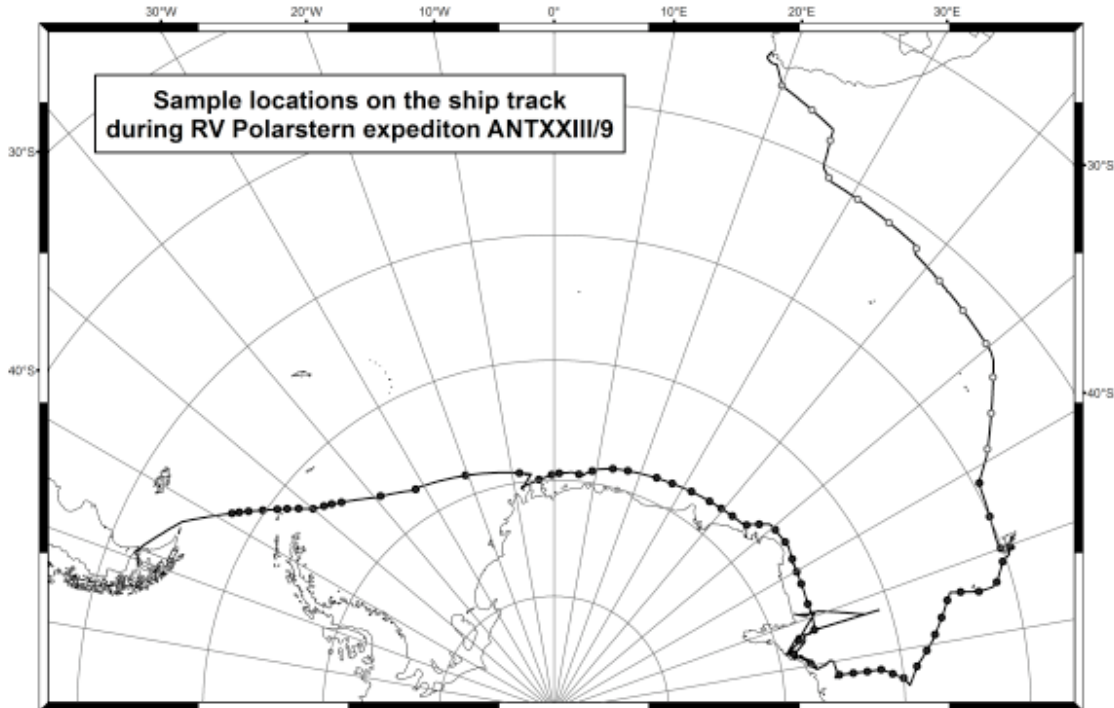 30°W 20°W 10°W 0° 10°E 20°E 30°E
Sample locations on the ship track
during RV Polarstern expediton ANTXXIII/9
30°S 30°S
40°S 40°S